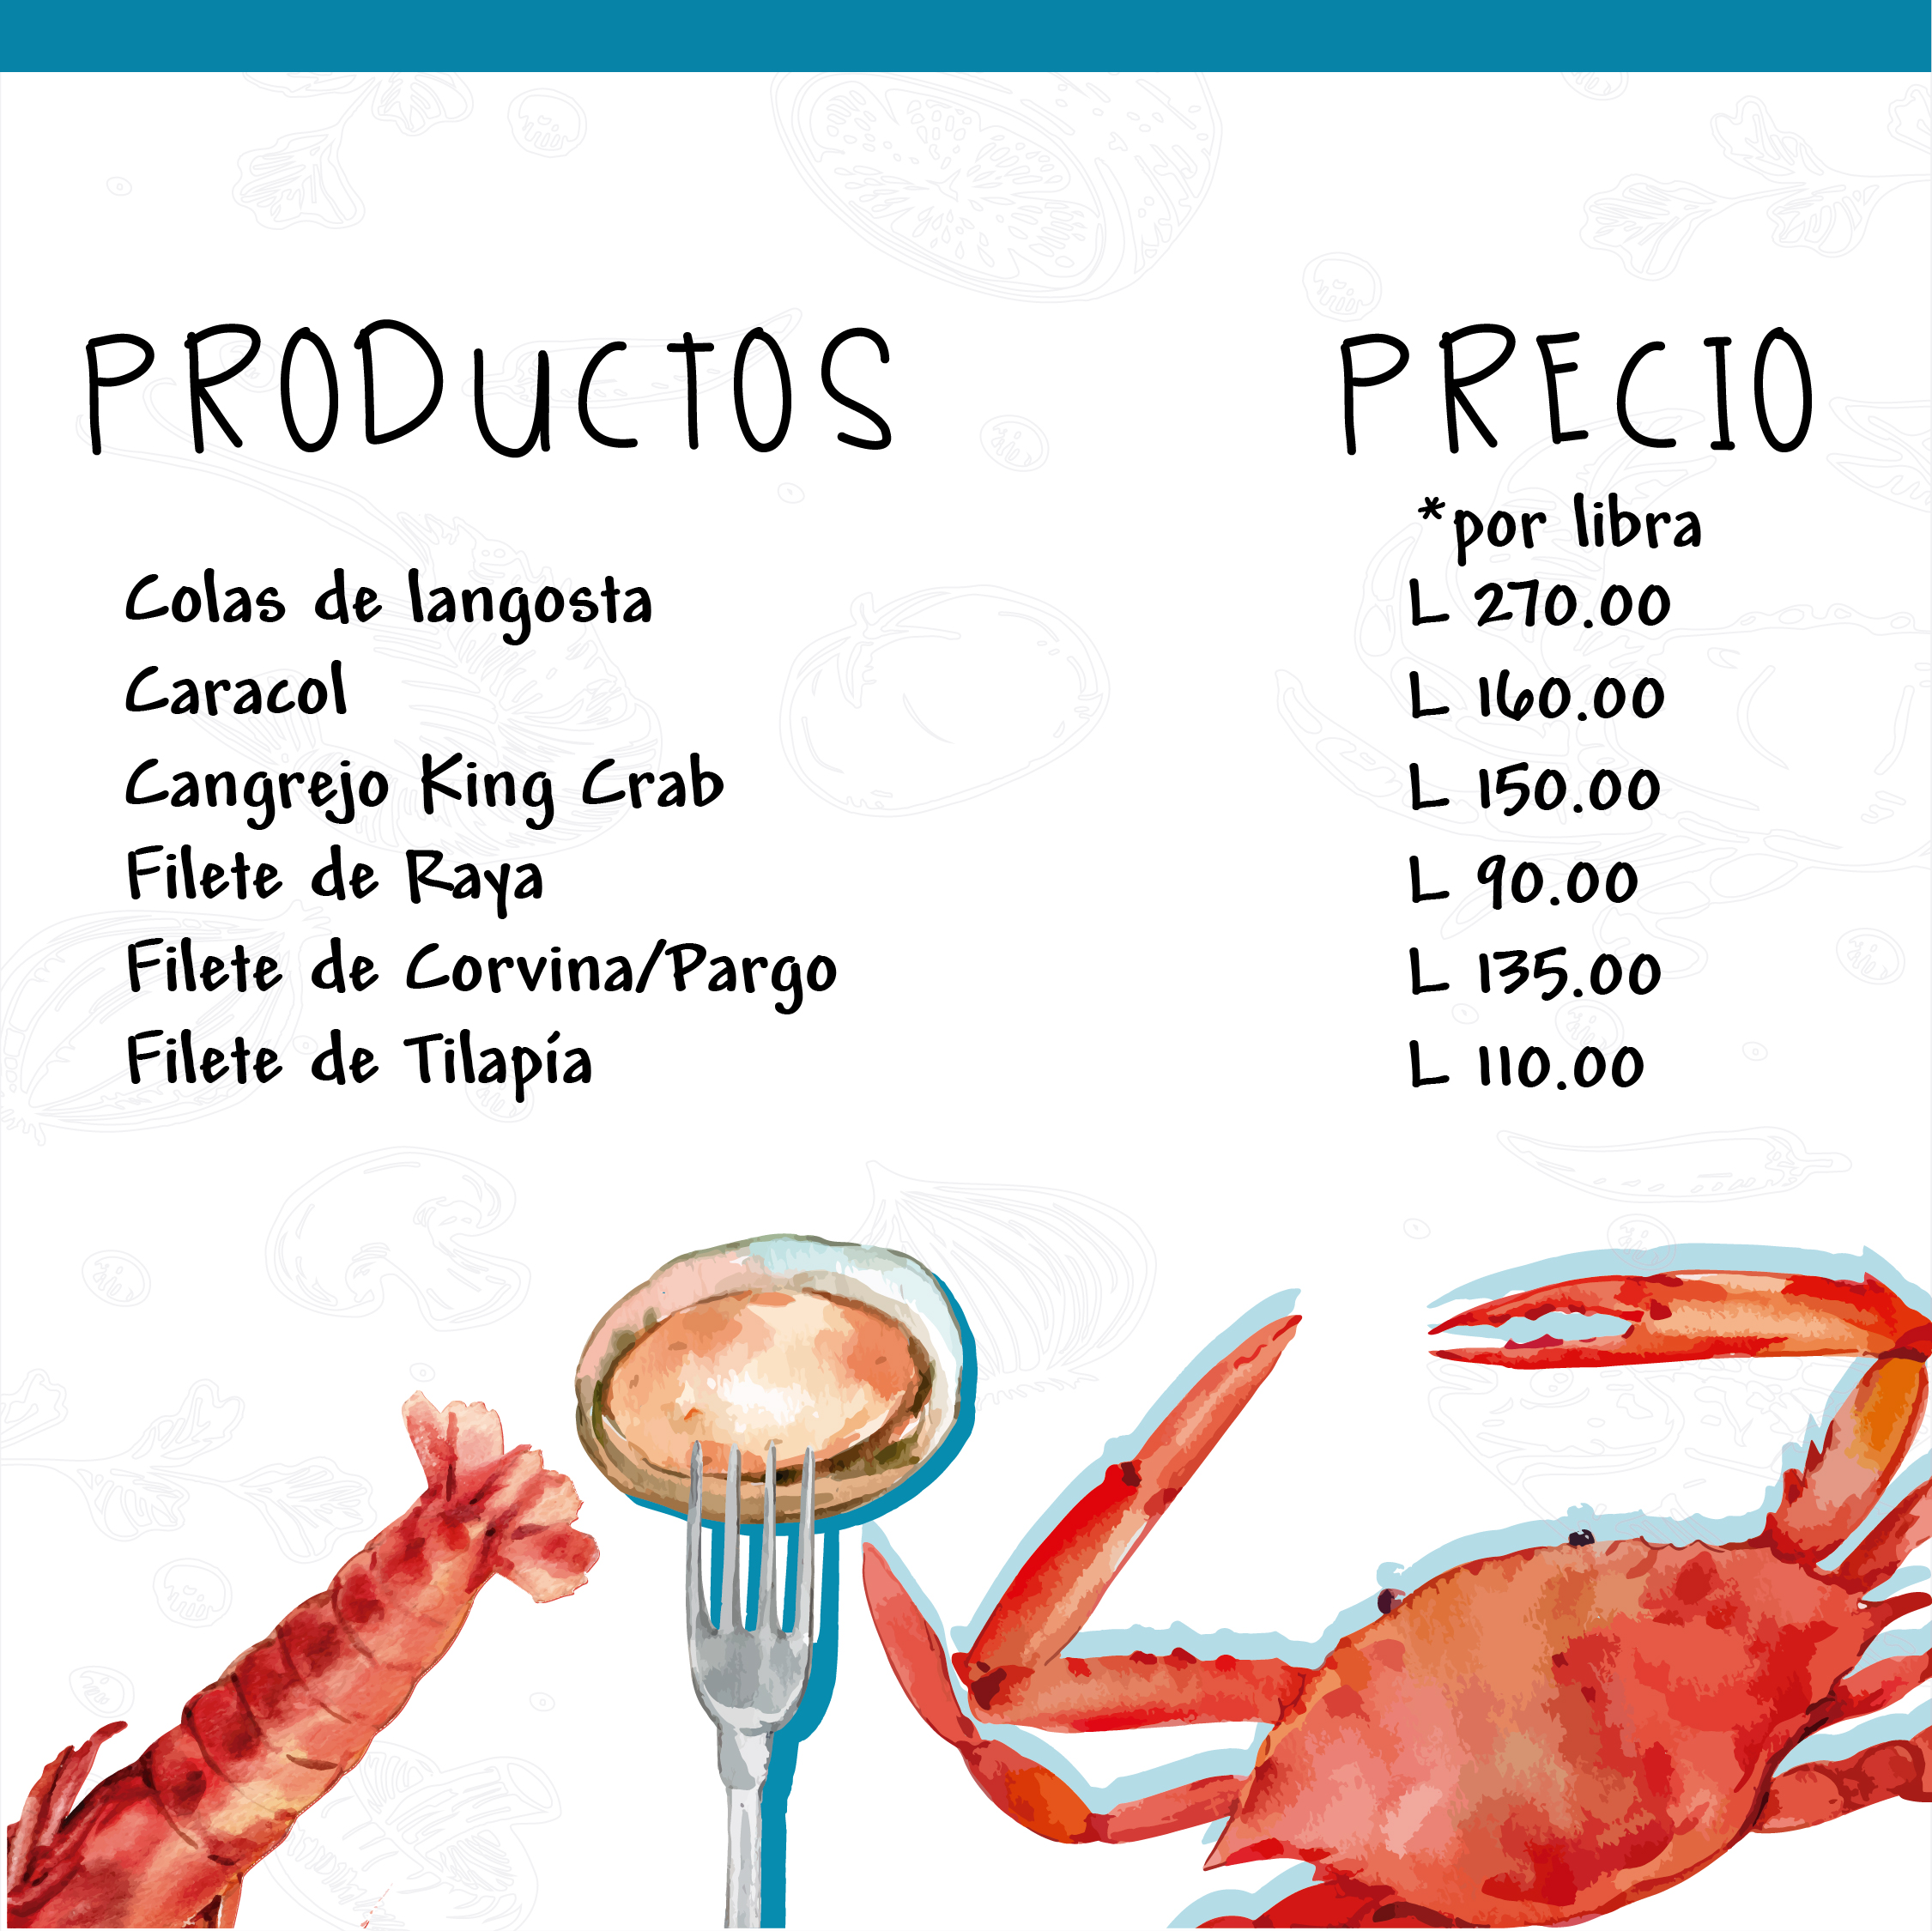 PRODUCTOS PRECIO
*por libra
Colas de langosta L 270.00
Caracol L 160.00
Cangrejo King Crab L 150.00
Filete de Raya L 90.00
Filete de Corvina/Pargo L 135.00
Filete de Tilapía L 110.00